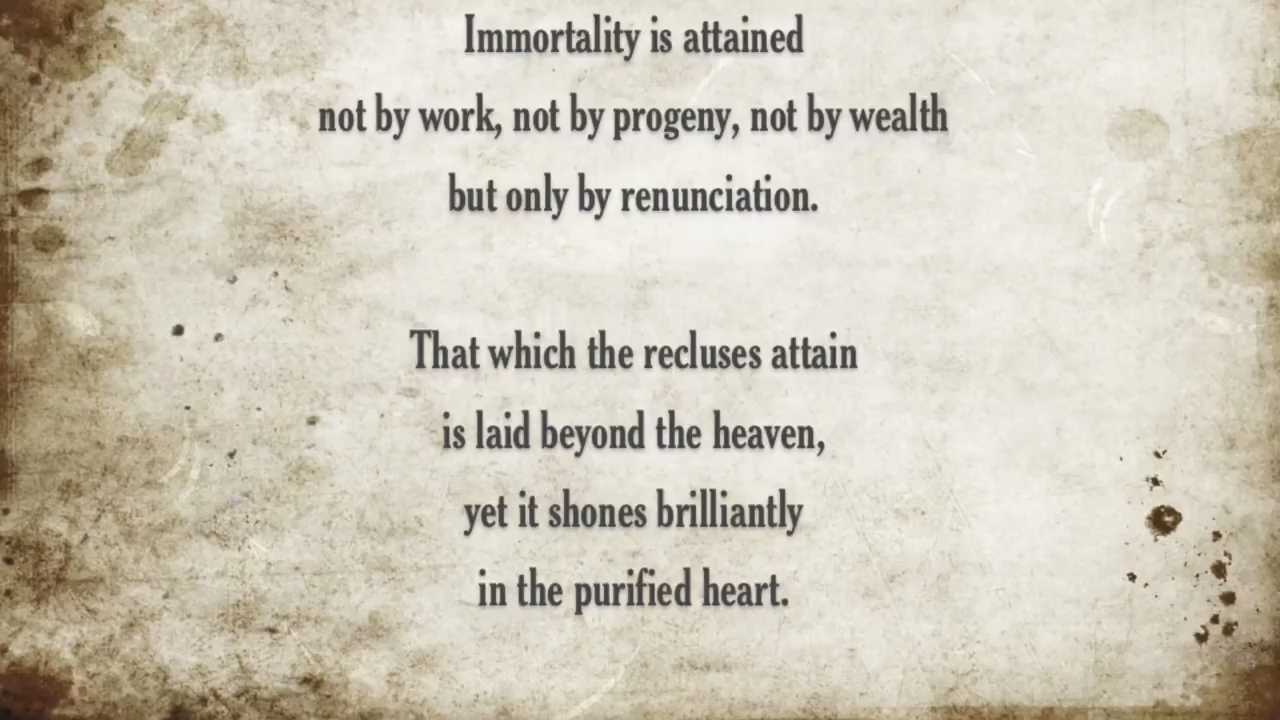 Immortality is attained
not by work, not by progeny, not by wealth
but only by renunciation.
That which the recluses attain
is laid beyond the heaven,
yet it shones brilliantly
in the purified heart.